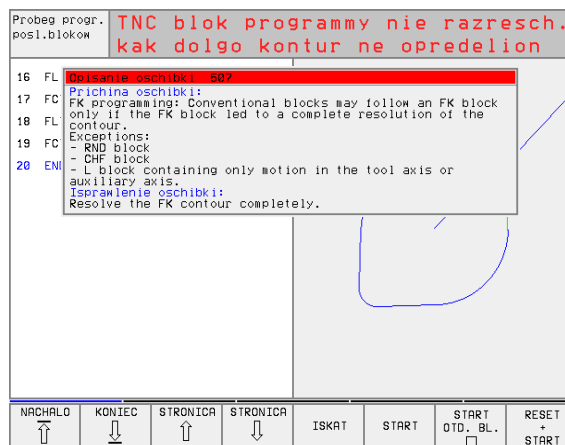 Probeg progr.
posl.blokow
TNC blok programmy nie razresch.
kak dolgo kontur ne opredelion
16 FL
17 FC
18 FL
19 FC
20 EN
Opisanie oschibki 507
Prichina oschibki:
FK programming: Conventional blocks may follow an FK block
only if the FK block led to a complete resolution of the
contour.
Exceptions:
- RND block
- CHF block
- L block containing only motion in the tool axis or
auxiliary axis.
Isprawlenie oschibki:
Resolve the FK contour completely.
NACHALO
KONIEC
STRONICA
STRONICA
ISKAT
START
START
OTD. BL.
RESET
+
START